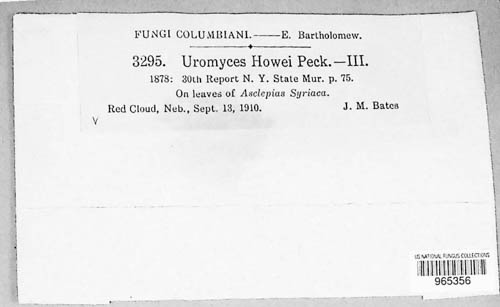 FUNGI COLUMBIANI.——E. Bartholomew.
3295. Uromyces Howei Peck.—III.
1878: 30th Report N. Y. State Mur. p. 75.
On leaves of Asclepias Syriaca.
Red Cloud, Neb., Sept. 13, 1910. J. M. Bates
V
US NATIONAL FUNGUS COLLECTIONS
965356